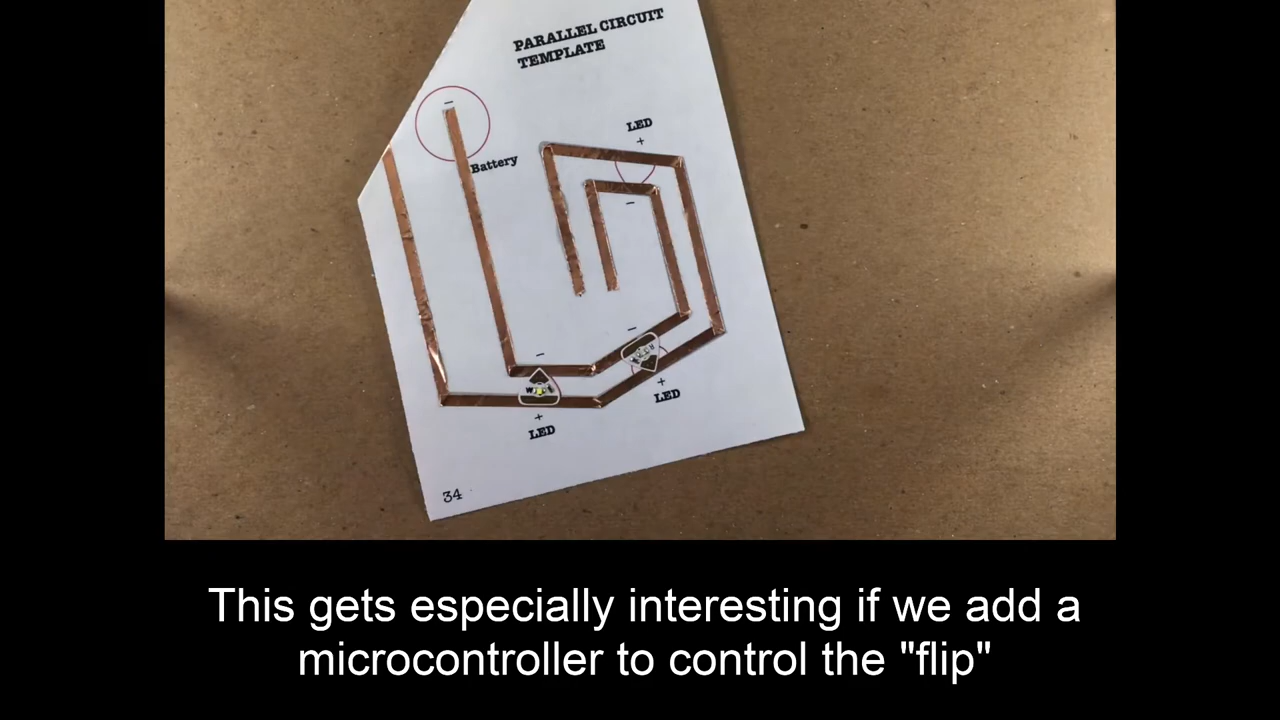 PARALLEL CIRCUIT
TEMPLATE
−
Battery
LED
+
−
−
−
+
LED
+
LED
34
This gets especially interesting if we add a
microcontroller to control the "flip"